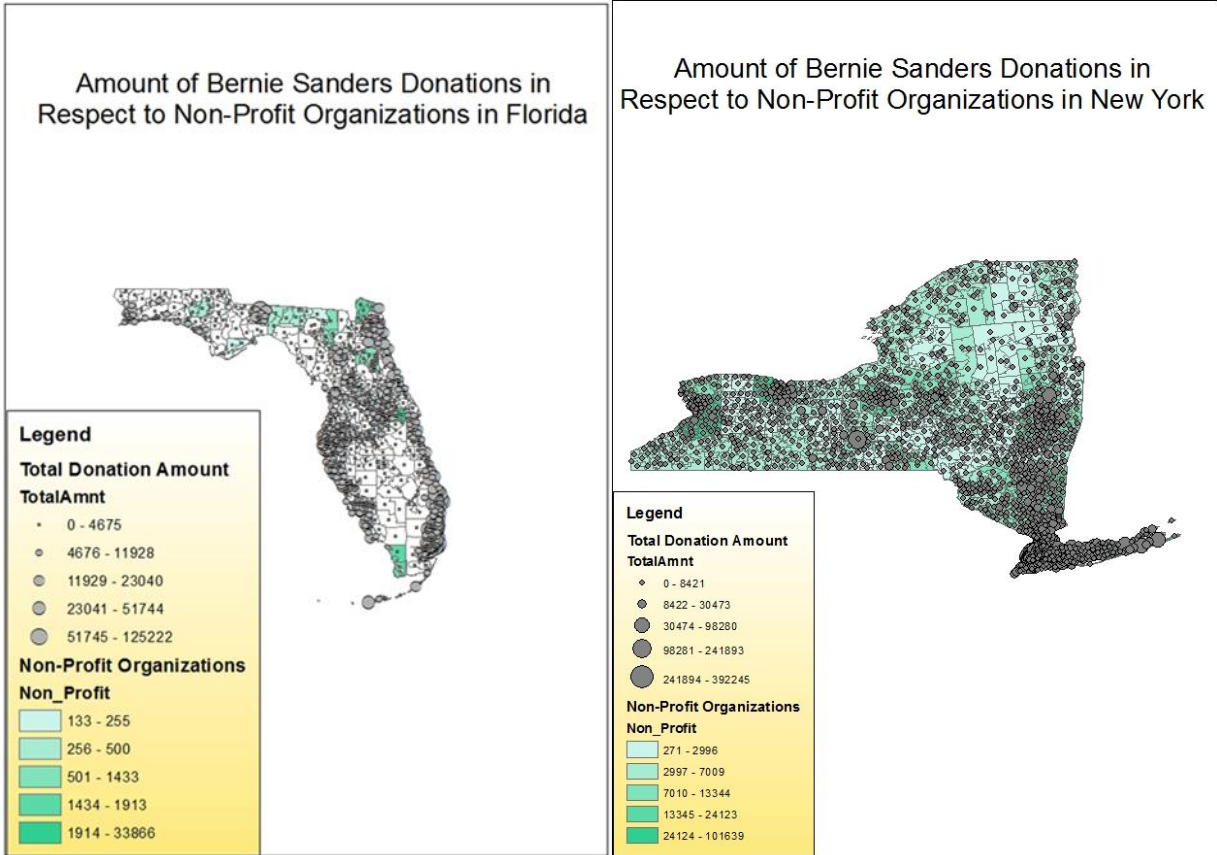 Amount of Bernie Sanders Donations in
Respect to Non-Profit Organizations in Florida
Legend
Total Donation Amount
TotalAmnt
0 - 4675
4676 - 11928
11929 - 23040
23041 - 51744
51745 - 125222
Non-Profit Organizations
Non_Profit
133 - 255
256 - 500
501 - 1433
1434 - 1913
1914 - 33866
Amount of Bernie Sanders Donations in
Respect to Non-Profit Organizations in New York
Legend
Total Donation Amount
TotalAmnt
0 - 8421
8422 - 30473
30474 - 98280
98281 - 241893
241894 - 392245
Non-Profit Organizations
Non_Profit
271 - 2996
2997 - 7009
7010 - 13344
13345 - 24123
24124 - 101639